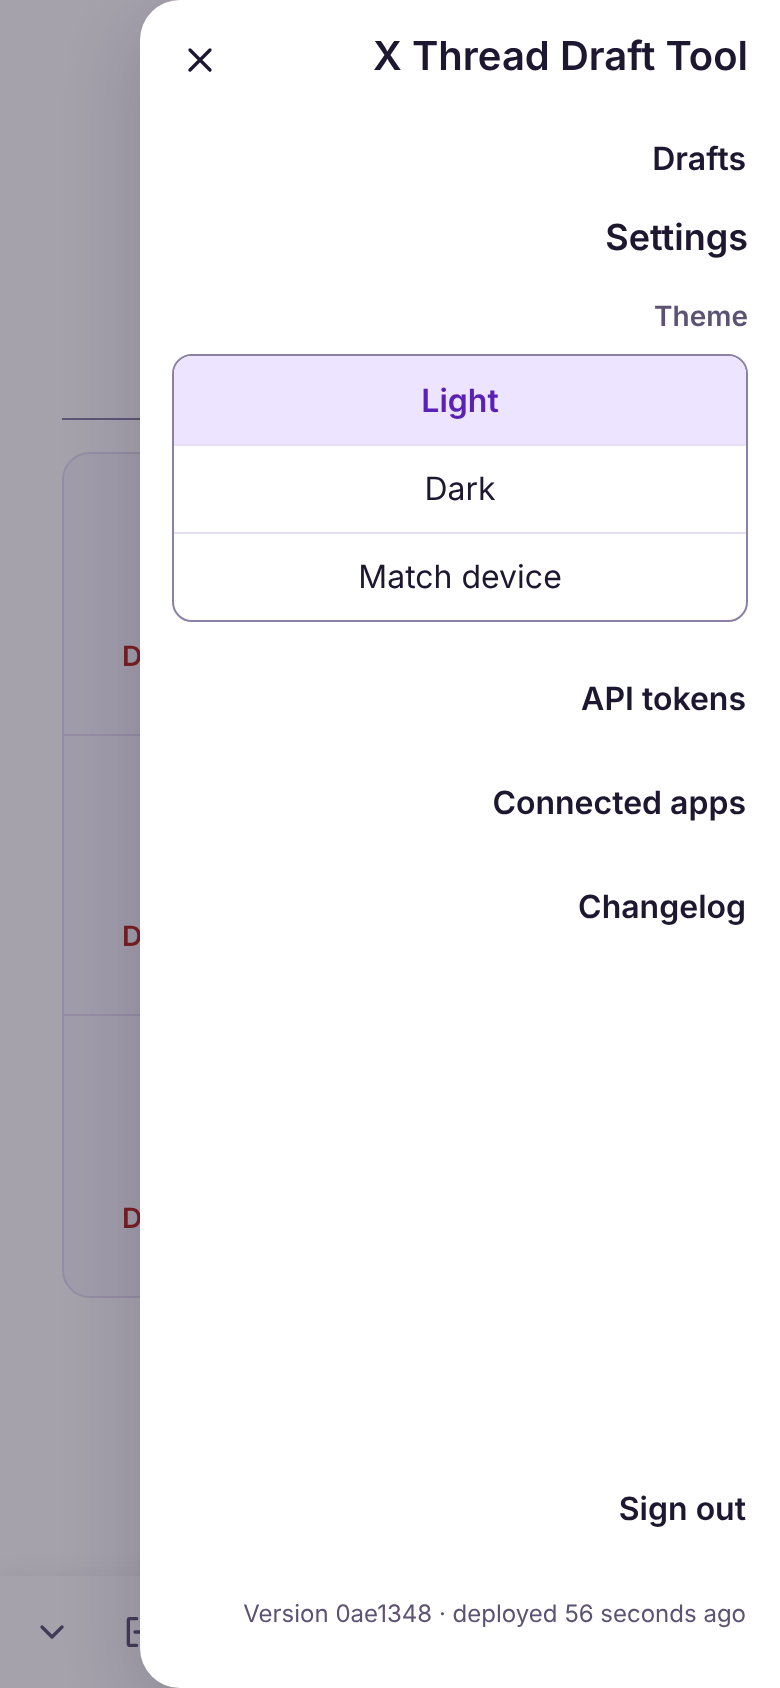 X Thread Draft Tool
Drafts
Settings
Theme
Light
Dark
Match device
API tokens
Connected apps
Changelog
Sign out
Version 0ae1348 · deployed 56 seconds ago